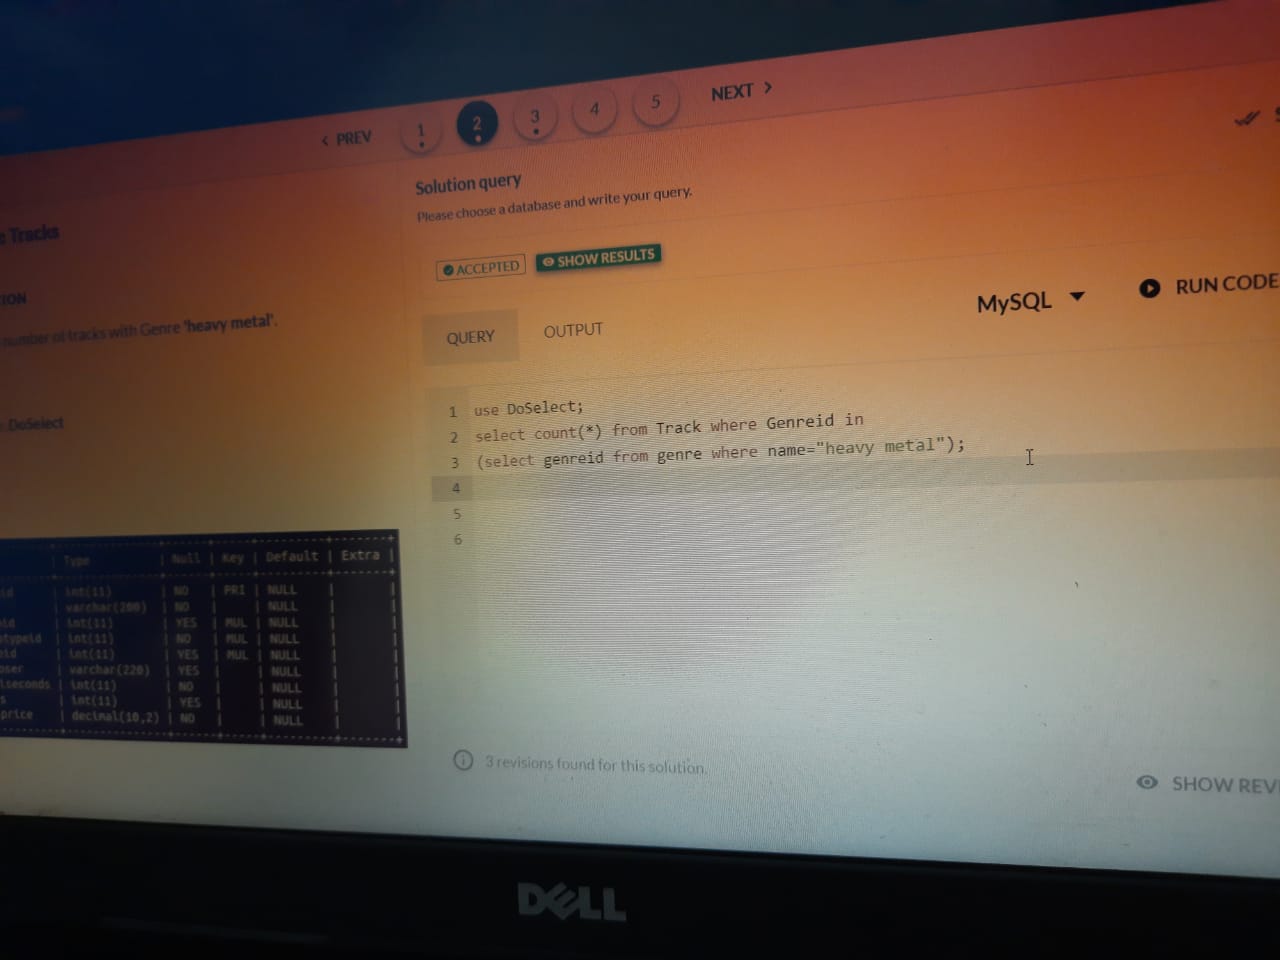 < PREV 1 2 3 4 5 NEXT >
Solution query
Please choose a database and write your query.
Tracks
ACCEPTED SHOW RESULTS
ION
number of tracks with Genre 'heavy metal'.
MySQL RUN CODE
QUERY OUTPUT
DoSelect
1 use DoSelect;
2 select count(*) from Track where Genreid in
3 (select genreid from genre where name="heavy metal");
4
5
6
Type | Null | Key | Default | Extra |
id | int(11) | NO | PRI | NULL | |
| varchar(200) | NO | | NULL | |
id | int(11) | YES | MUL | NULL | |
typeid | int(11) | NO | MUL | NULL | |
id | int(11) | YES | MUL | NULL | |
oser | varchar(220) | YES | | NULL | |
iseconds | int(11) | NO | | NULL | |
s | int(11) | YES | | NULL | |
price | decimal(10,2) | NO | | NULL | |
3 revisions found for this solution.
SHOW REVI
DELL